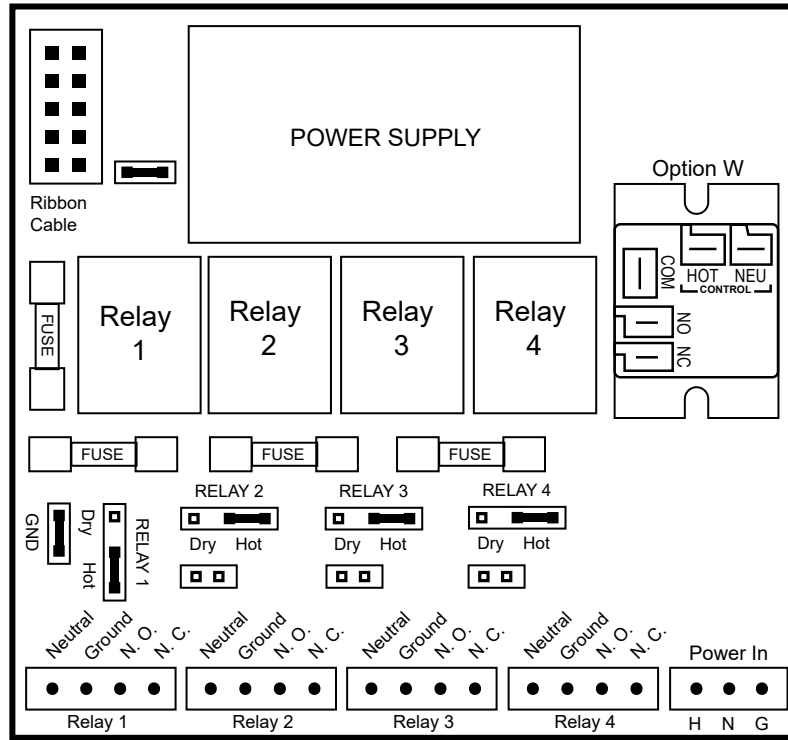 POWER SUPPLY
Ribbon
Cable
Option W
COM
HOT NEU
CONTROL
NO
NC
FUSE
Relay
1
Relay
2
Relay
3
Relay
4
FUSE
FUSE
FUSE
GND
Dry
Hot
RELAY 1
RELAY 2
Dry Hot
RELAY 3
Dry Hot
RELAY 4
Dry Hot
Neutral
Ground
N. O.
N. C.
Neutral
Ground
N. O.
N. C.
Neutral
Ground
N. O.
N. C.
Neutral
Ground
N. O.
N. C.
Power In
Relay 1
Relay 2
Relay 3
Relay 4
H N G